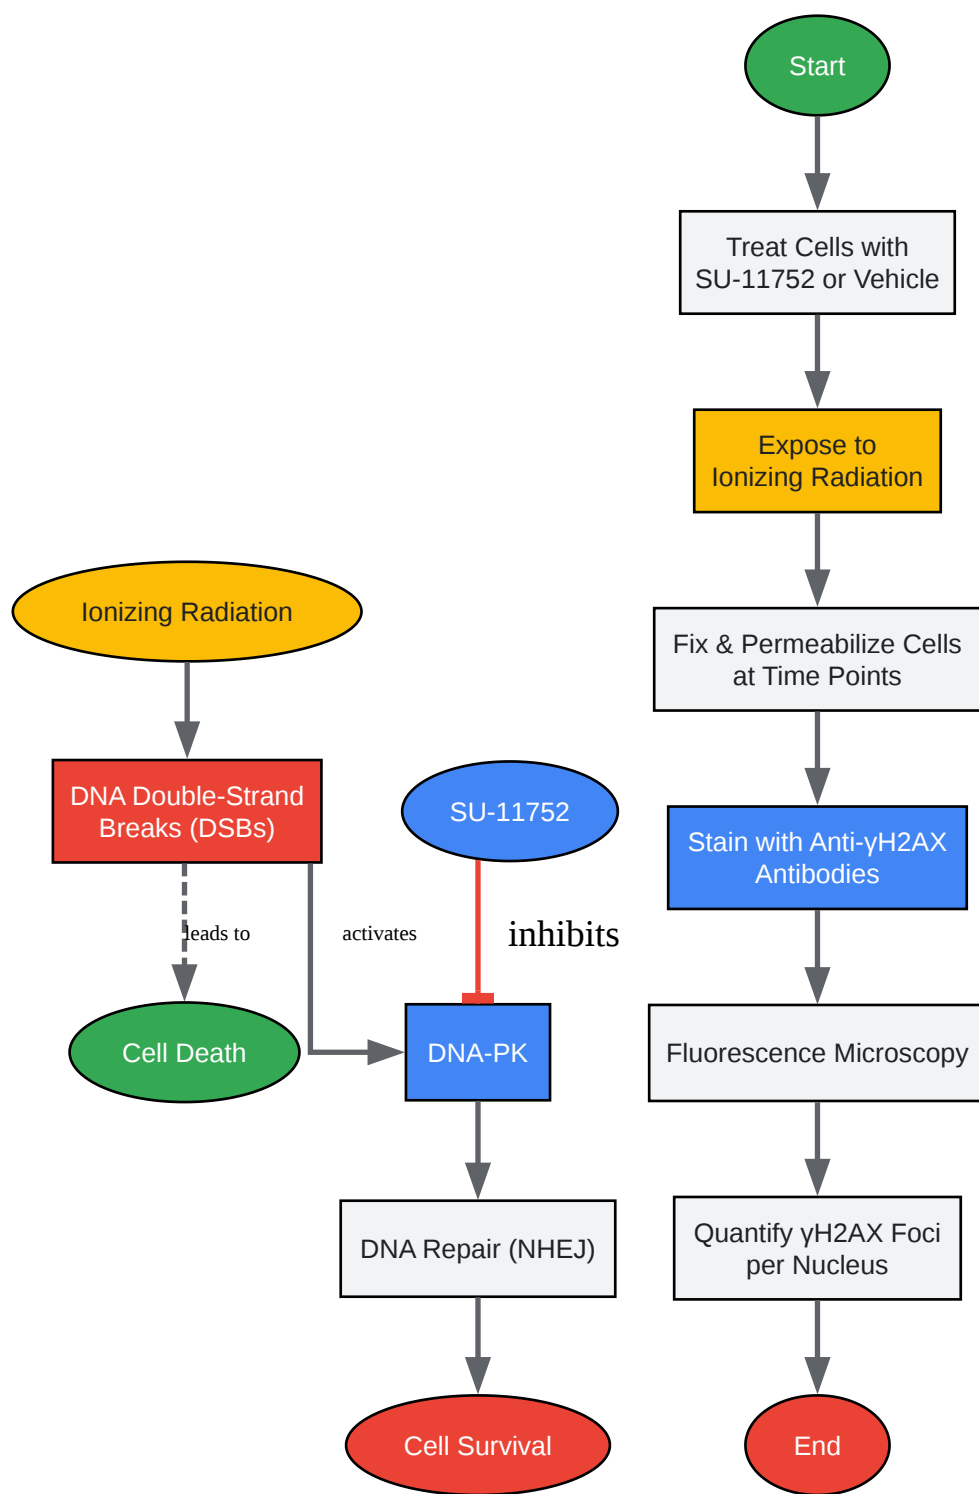 Start
Treat Cells with
SU-11752 or Vehicle
Expose to
Ionizing Radiation
Fix & Permeabilize Cells
at Time Points
Stain with Anti-γH2AX
Antibodies
Fluorescence Microscopy
Quantify γH2AX Foci
per Nucleus
End
Ionizing Radiation
DNA Double-Strand
Breaks (DSBs)
SU-11752
leads to
activates
inhibits
Cell Death
DNA-PK
DNA Repair (NHEJ)
Cell Survival